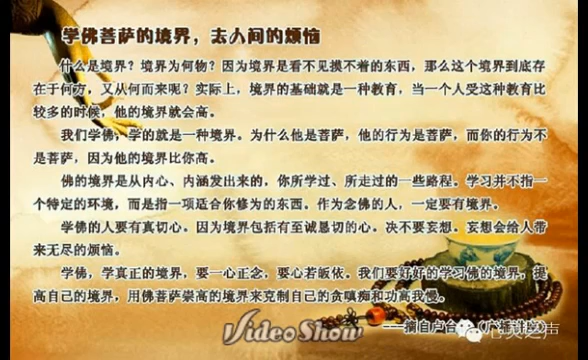 学佛菩萨的境界，去人间的烦恼
什么是境界？境界为何物？因为境界是看不见摸不着的东西，那么这个境界到底存
在于何方，又从何而来呢？实际上，境界的基础就是一种教育，当一个人受这种教育比
较多的时候，他的境界就会高。
我们学佛，学的就是一种境界。为什么他是菩萨，他的行为是菩萨，而你的行为不
是菩萨，因为他的境界比你高。
佛的境界是从内心、内涵发出来的，你所学过、所走过的一些路程。学习并不指一
个特定的环境，而是指一项适合你修为的东西。作为念佛的人，一定要有境界。
学佛的人要有真切心。因为境界包括有至诚恳切的心。决不要妄想。妄想会给人带
来无尽的烦恼。
学佛，学真正的境界，要一心正念，要心若皈依。我们要好好的学习佛的境界，提
高自己的境界，用佛菩萨崇高的境界来克制自己的贪嗔痴和功高我慢。
VideoShow
---摘自卢台